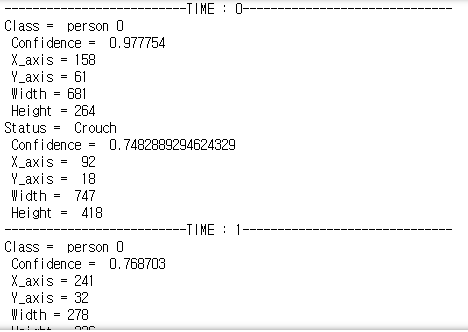 --------------------------TIME : 0------------------------------
Class =  person 0
Confidence =  0.977754
X_axis = 158
Y_axis = 61
Width = 681
Height = 264
Status =  Crouch
Confidence =  0.7482889294624329
X_axis =  92
Y_axis =  18
Width =  747
Height =  418
--------------------------TIME : 1------------------------------
Class =  person 0
Confidence =  0.768703
X_axis = 241
Y_axis = 32
Width = 278